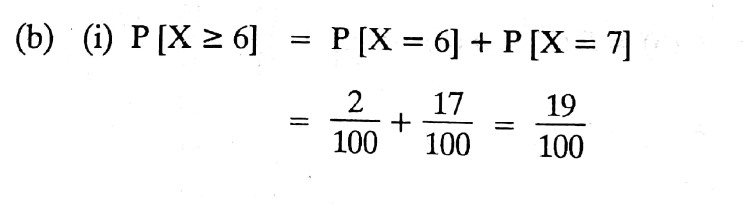 (b) (i) P [X ≥ 6] = P [X = 6] + P [X = 7]
= 2/100 + 17/100 = 19/100